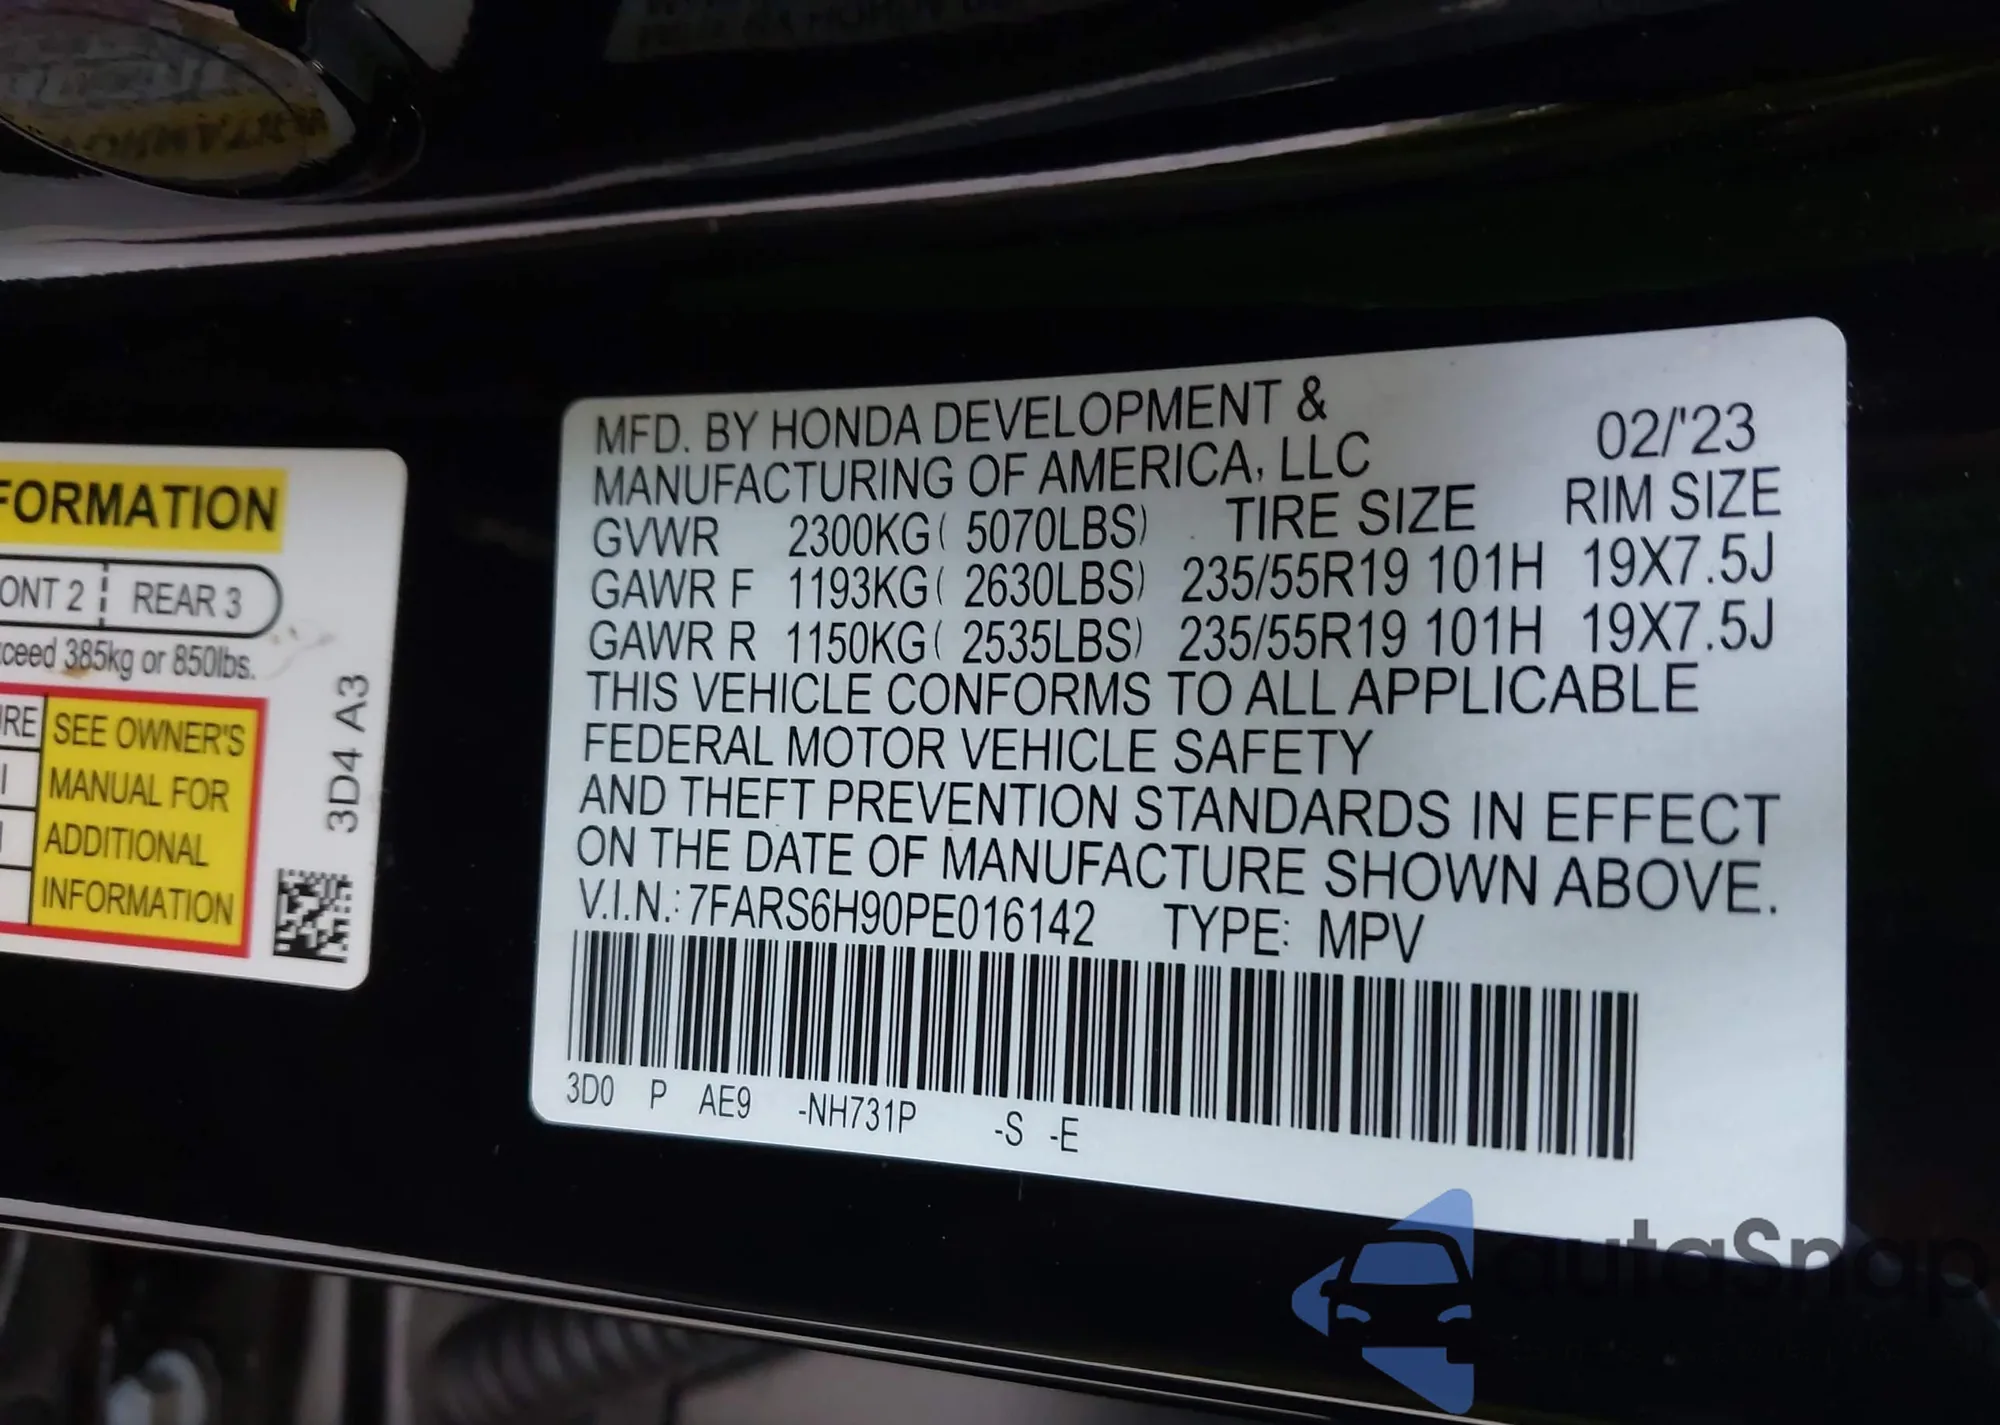 FORMATION
ONT 2 REAR 3
ceed 385kg or 850lbs.
RE
SEE OWNER'S
MANUAL FOR
ADDITIONAL
INFORMATION
3D4 A3
MFD. BY HONDA DEVELOPMENT &
MANUFACTURING OF AMERICA, LLC 02/'23
GVWR 2300KG( 5070LBS) TIRE SIZE RIM SIZE
GAWR F 1193KG( 2630LBS) 235/55R19 101H 19X7.5J
GAWR R 1150KG( 2535LBS) 235/55R19 101H 19X7.5J
THIS VEHICLE CONFORMS TO ALL APPLICABLE
FEDERAL MOTOR VEHICLE SAFETY
AND THEFT PREVENTION STANDARDS IN EFFECT
ON THE DATE OF MANUFACTURE SHOWN ABOVE.
V.I.N.: 7FARS6H90PE016142 TYPE: MPV
3D0 P AE9 -NH731P -S -E
autaSnap